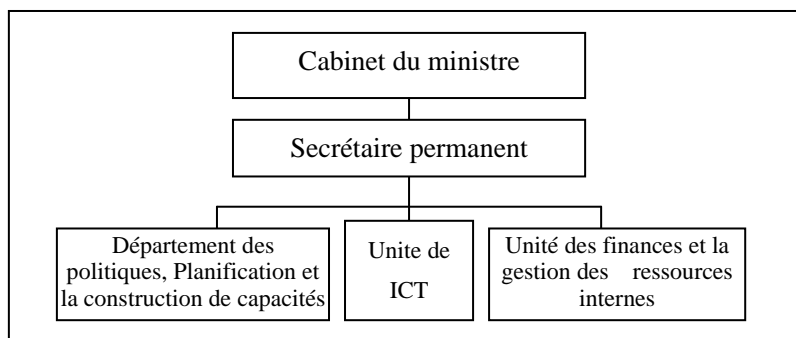 Cabinet du ministre
Secrétaire permanent
Département des
politiques, Planification et
la construction de capacités
Unite de
ICT
Unité des finances et la
gestion des ressources
internes